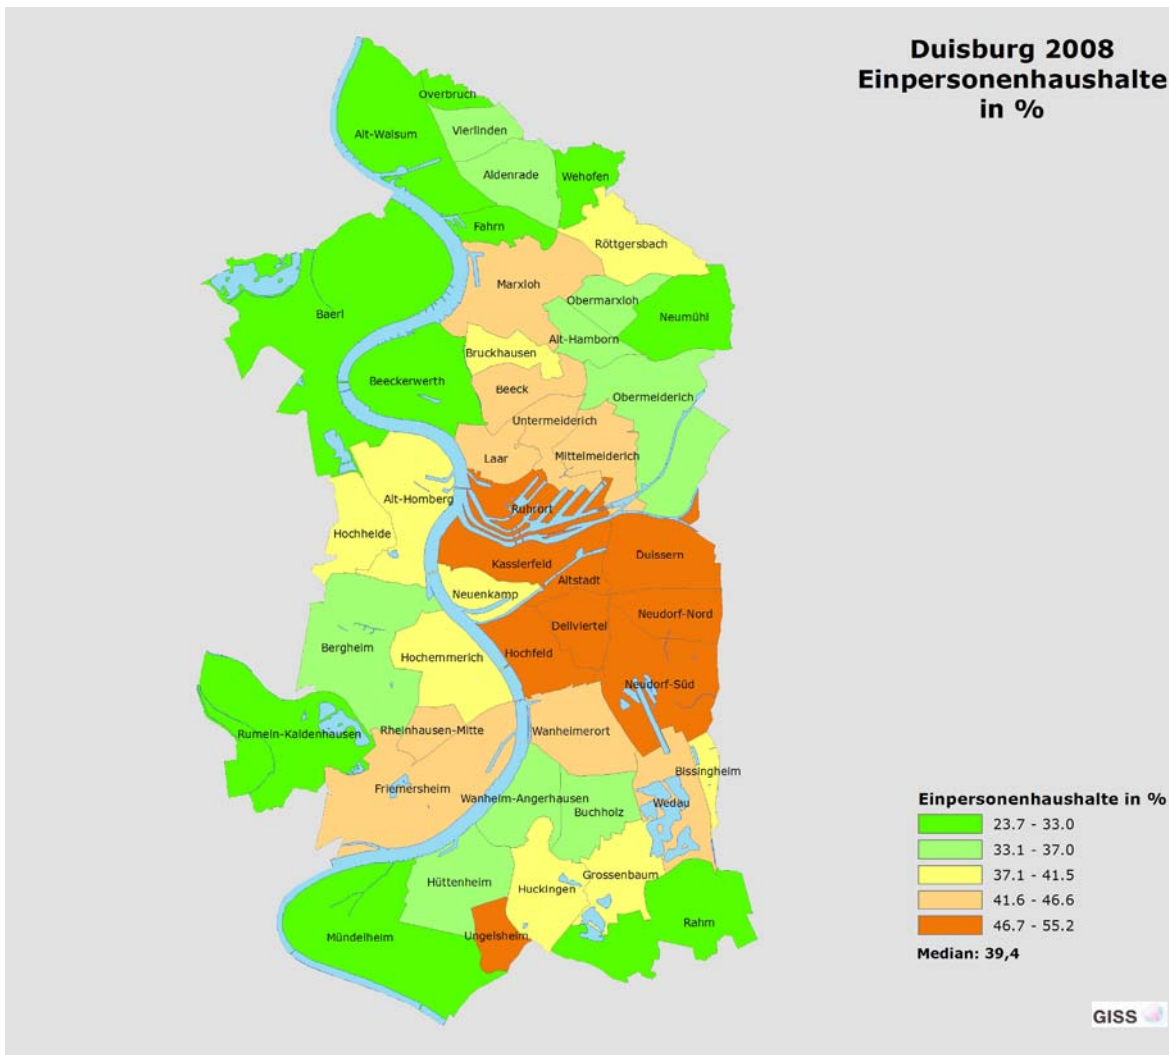 Duisburg 2008
Einpersonenhaushalte
in %
Overbruch
Alt-Walsum
Vierlinden
Aldenrade
Wehofen
Fahrn
Röttgersbach
Marxloh
Obermarxloh
Neumühl
Baerl
Alt-Hamborn
Bruckhausen
Beeckerwerth
Beeck
Obermeiderich
Untermeiderich
Laar
Mittelmeiderich
Alt-Homberg
Ruhrort
Hochheide
Duissern
Kasslerfeld
Altstadt
Neuenkamp
Neudorf-Nord
Dellviertel
Bergheim
Hochemmerich
Hochfeld
Neudorf-Süd
Rumeln-Kaldenhausen
Rheinhausen-Mitte
Wanheimerort
Bissingheim
Friemersheim
Wanheim-Angerhausen
Wedau
Buchholz
Hüttenheim
Grossenbaum
Huckingen
Rahm
Mündelheim
Ungelsheim
Einpersonenhaushalte in %
23.7 - 33.0
33.1 - 37.0
37.1 - 41.5
41.6 - 46.6
46.7 - 55.2
Median: 39,4
GISS